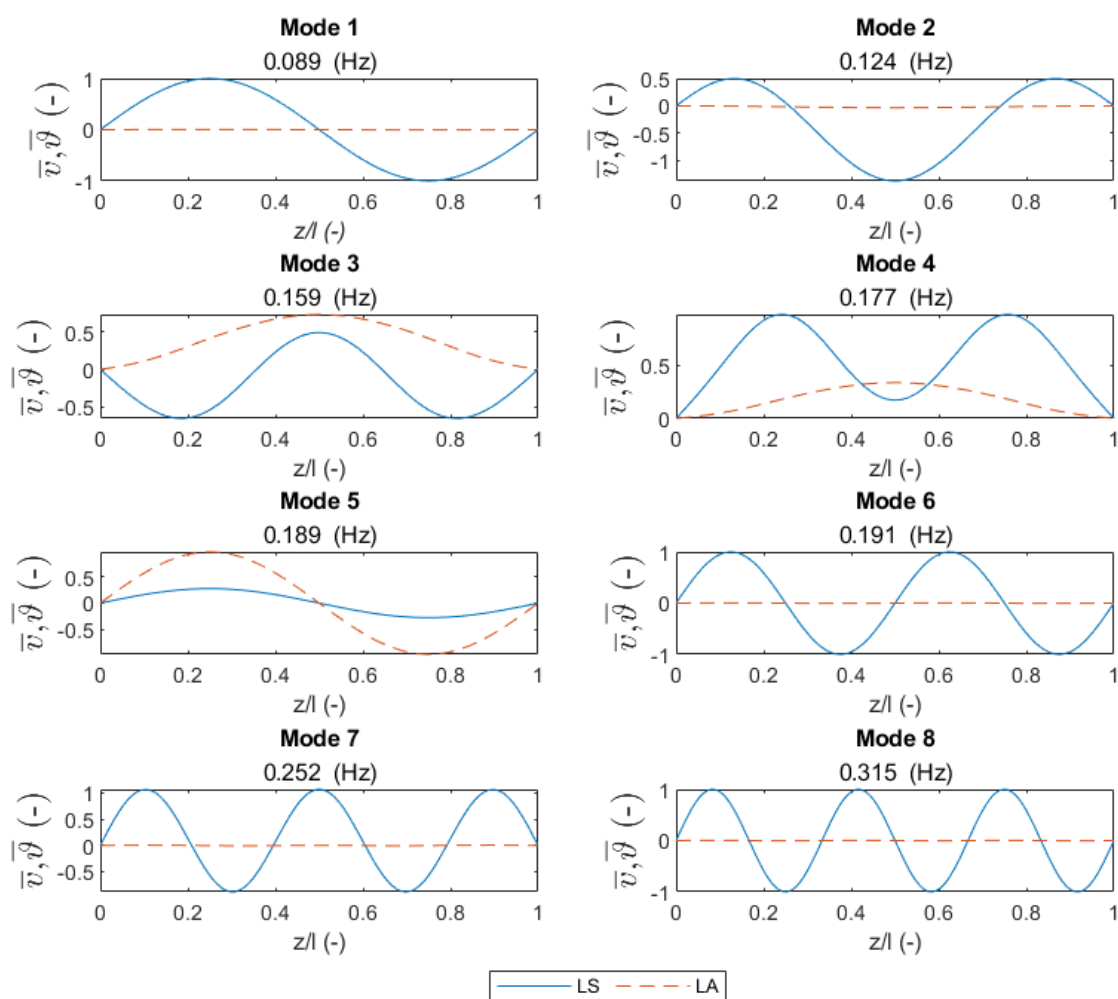 Mode 1
0.089 (Hz)
v̅,ϑ̅ (-)
1
0
-1
0 0.2 0.4 0.6 0.8 1
z/l (-)
Mode 2
0.124 (Hz)
v̅,ϑ̅ (-)
0.5
0
-0.5
-1
0 0.2 0.4 0.6 0.8 1
z/l (-)
Mode 3
0.159 (Hz)
v̅,ϑ̅ (-)
0.5
0
-0.5
0 0.2 0.4 0.6 0.8 1
z/l (-)
Mode 4
0.177 (Hz)
v̅,ϑ̅ (-)
0.5
0
0 0.2 0.4 0.6 0.8 1
z/l (-)
Mode 5
0.189 (Hz)
v̅,ϑ̅ (-)
0.5
0
-0.5
0 0.2 0.4 0.6 0.8 1
z/l (-)
Mode 6
0.191 (Hz)
v̅,ϑ̅ (-)
1
0
-1
0 0.2 0.4 0.6 0.8 1
z/l (-)
Mode 7
0.252 (Hz)
v̅,ϑ̅ (-)
1
0.5
0
-0.5
0 0.2 0.4 0.6 0.8 1
z/l (-)
Mode 8
0.315 (Hz)
v̅,ϑ̅ (-)
1
0
-1
0 0.2 0.4 0.6 0.8 1
z/l (-)
LS LA